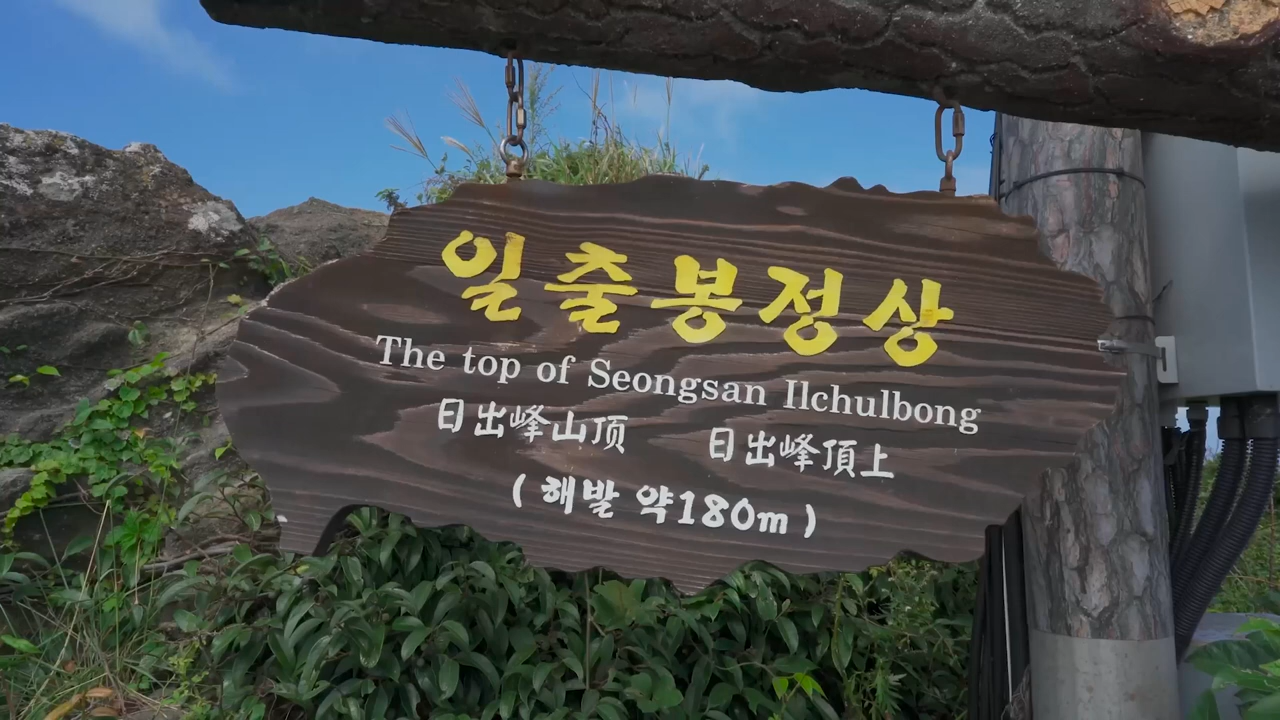 일출봉정상
The top of Seongsan Ilchulbong
日出峰山顶 日出峰頂上
( 해발 약180m )